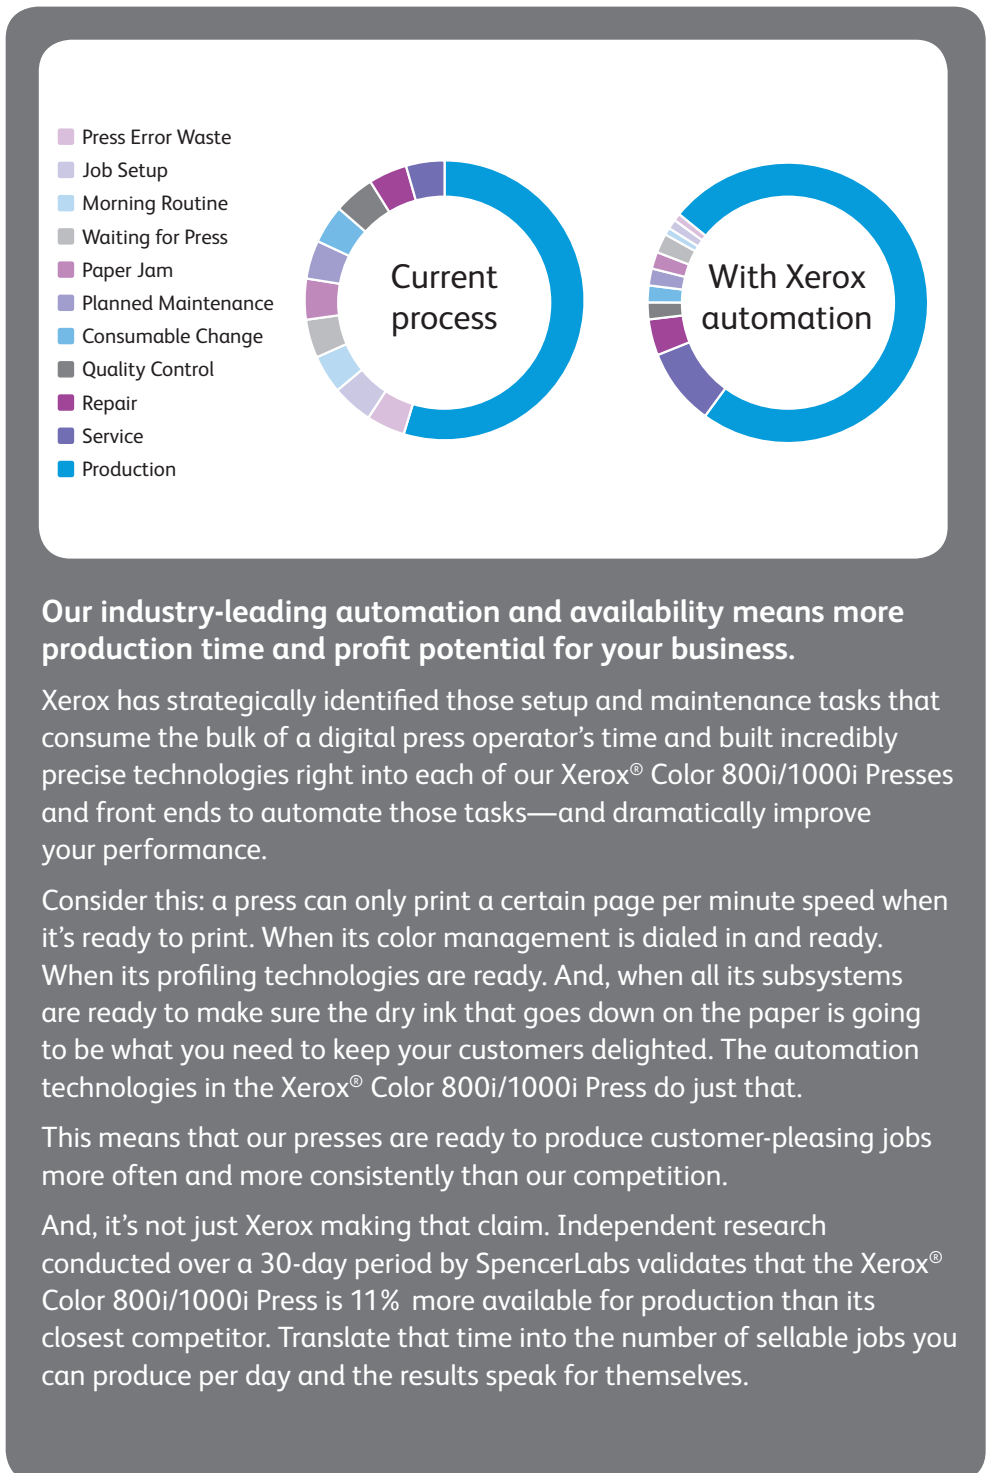 Press Error Waste
Job Setup
Morning Routine
Waiting for Press
Paper Jam
Planned Maintenance
Consumable Change
Quality Control
Repair
Service
Production
Current
process
With Xerox
automation
Our industry-leading automation and availability means more
production time and profit potential for your business.
Xerox has strategically identified those setup and maintenance tasks that
consume the bulk of a digital press operator’s time and built incredibly
precise technologies right into each of our Xerox® Color 800i/1000i Presses
and front ends to automate those tasks—and dramatically improve
your performance.
Consider this: a press can only print a certain page per minute speed when
it’s ready to print. When its color management is dialed in and ready.
When its profiling technologies are ready. And, when all its subsystems
are ready to make sure the dry ink that goes down on the paper is going
to be what you need to keep your customers delighted. The automation
technologies in the Xerox® Color 800i/1000i Press do just that.
This means that our presses are ready to produce customer-pleasing jobs
more often and more consistently than our competition.
And, it’s not just Xerox making that claim. Independent research
conducted over a 30-day period by SpencerLabs validates that the Xerox®
Color 800i/1000i Press is 11% more available for production than its
closest competitor. Translate that time into the number of sellable jobs you
can produce per day and the results speak for themselves.